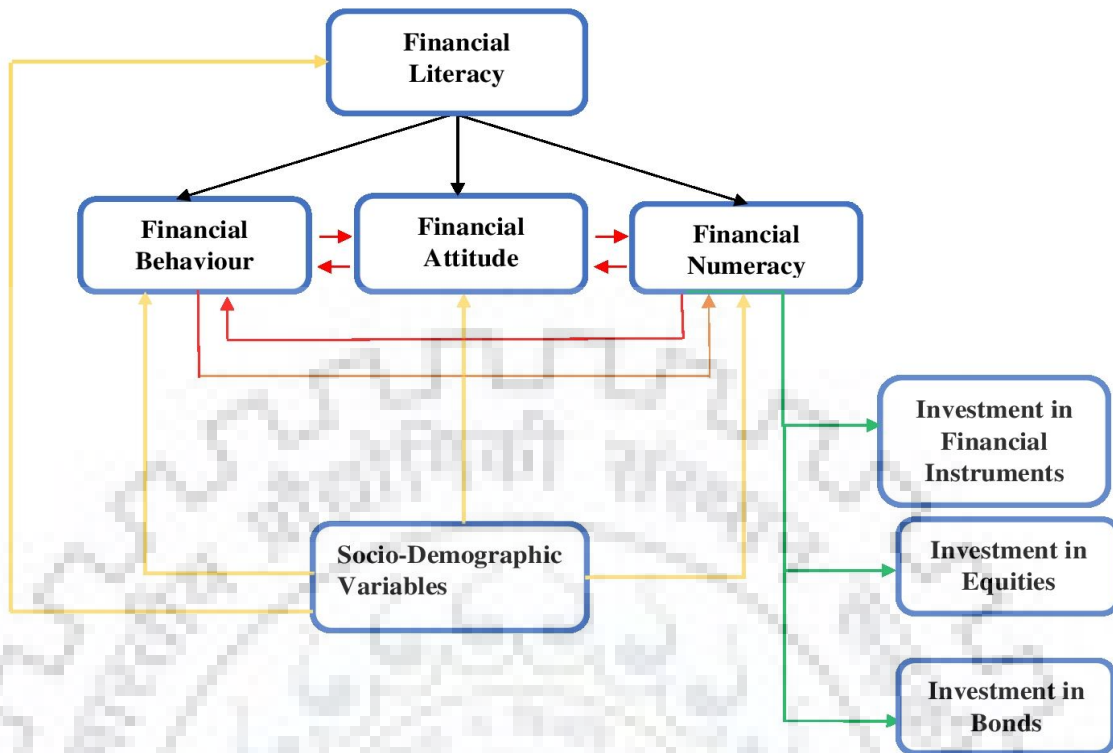 Financial
Literacy
Financial
Behaviour
Financial
Attitude
Financial
Numeracy
Investment in
Financial
Instruments
Socio-Demographic
Variables
Investment in
Equities
Investment in
Bonds